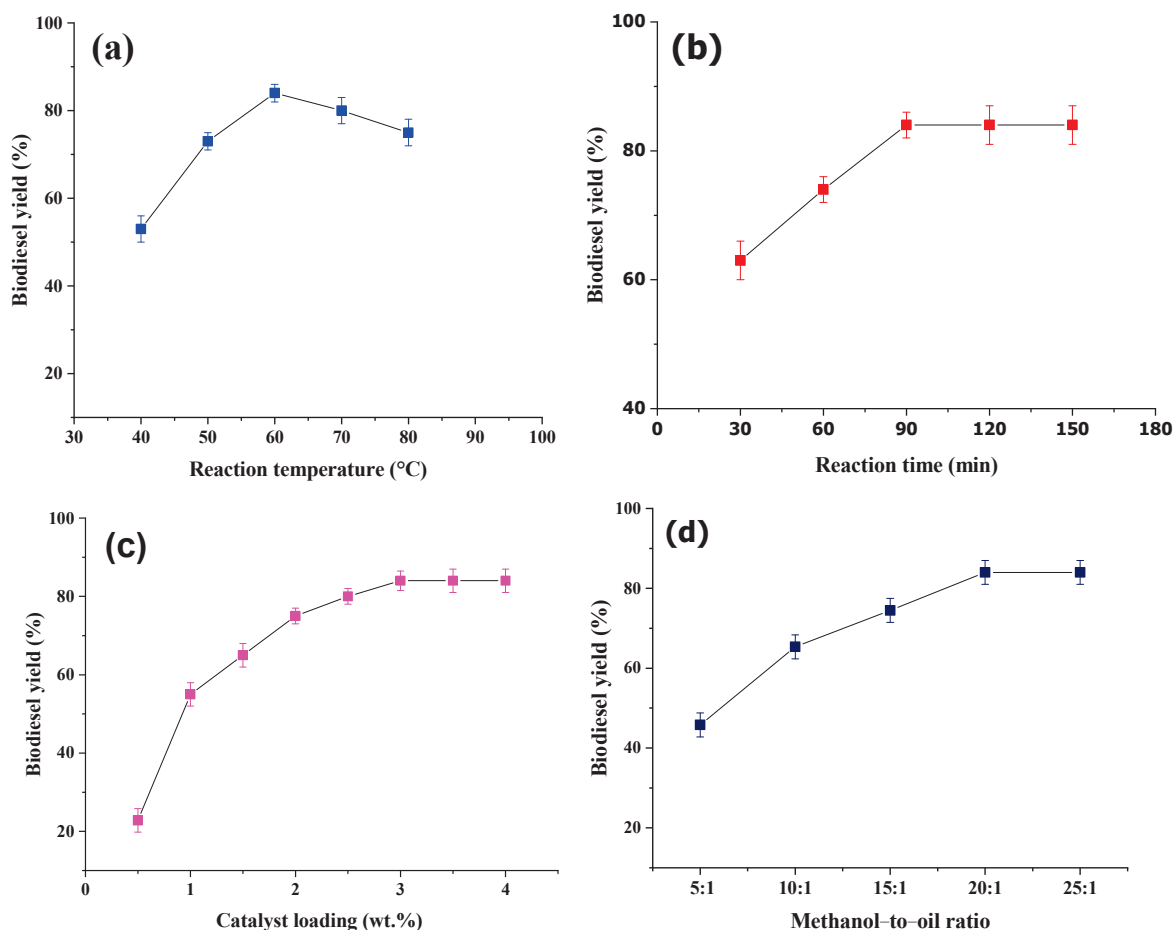 (a)
100
80
60
40
20
Biodiesel yield (%)
30 40 50 60 70 80 90 100
Reaction temperature (°C)
(b)
100
80
60
40
Biodiesel yield (%)
0 30 60 90 120 150 180
Reaction time (min)
(c)
100
80
60
40
20
Biodiesel yield (%)
0 1 2 3 4
Catalyst loading (wt.%)
(d)
100
80
60
40
20
Biodiesel yield (%)
5:1 10:1 15:1 20:1 25:1
Methanol–to–oil ratio